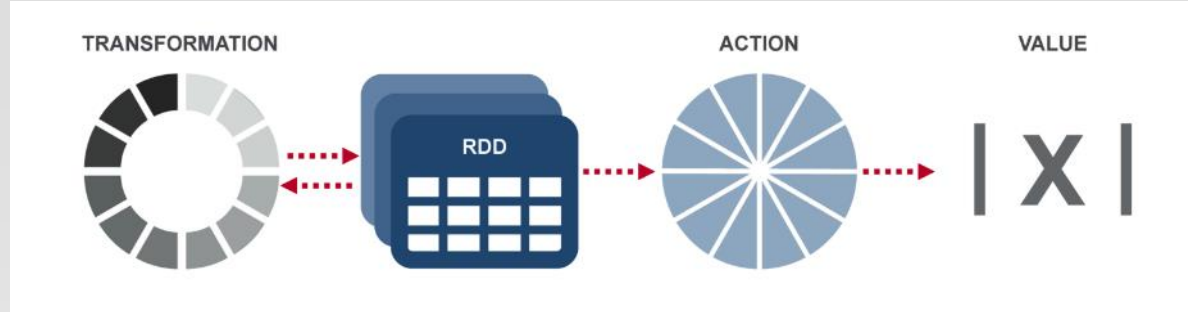 TRANSFORMATION
ACTION
VALUE
RDD
| X |